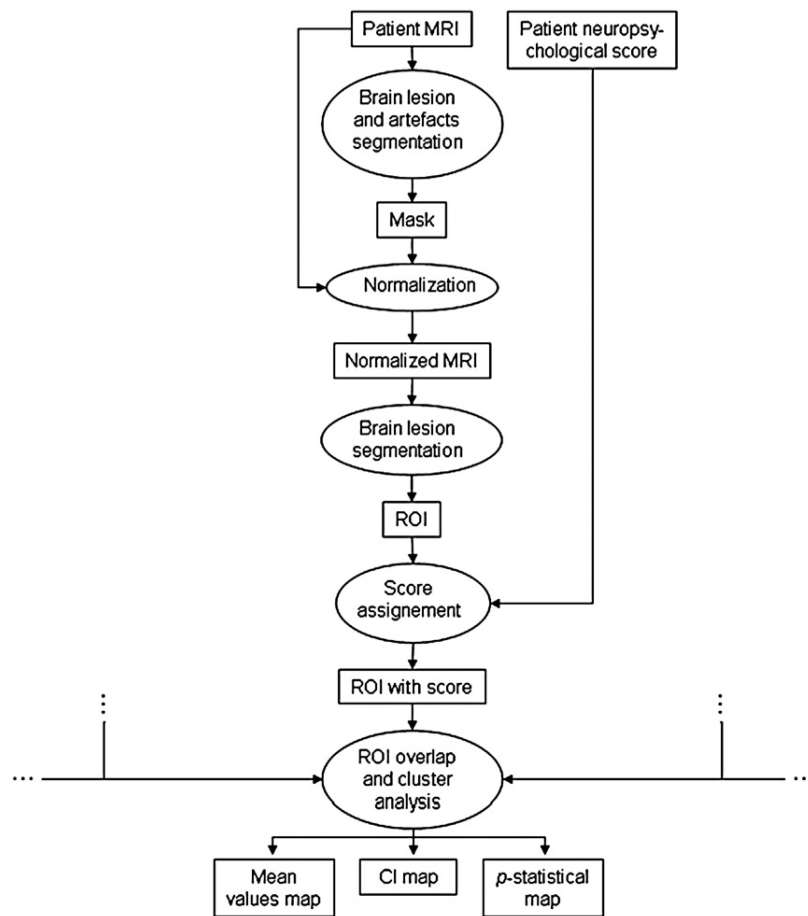 Patient MRI
Patient neuropsy-
chological score
Brain lesion
and artefacts
segmentation
Mask
Normalization
Normalized MRI
Brain lesion
segmentation
ROI
Score
assignement
ROI with score
...
...
ROI overlap
and cluster
analysis
...
...
Mean
values map
CI map
p-statistical
map